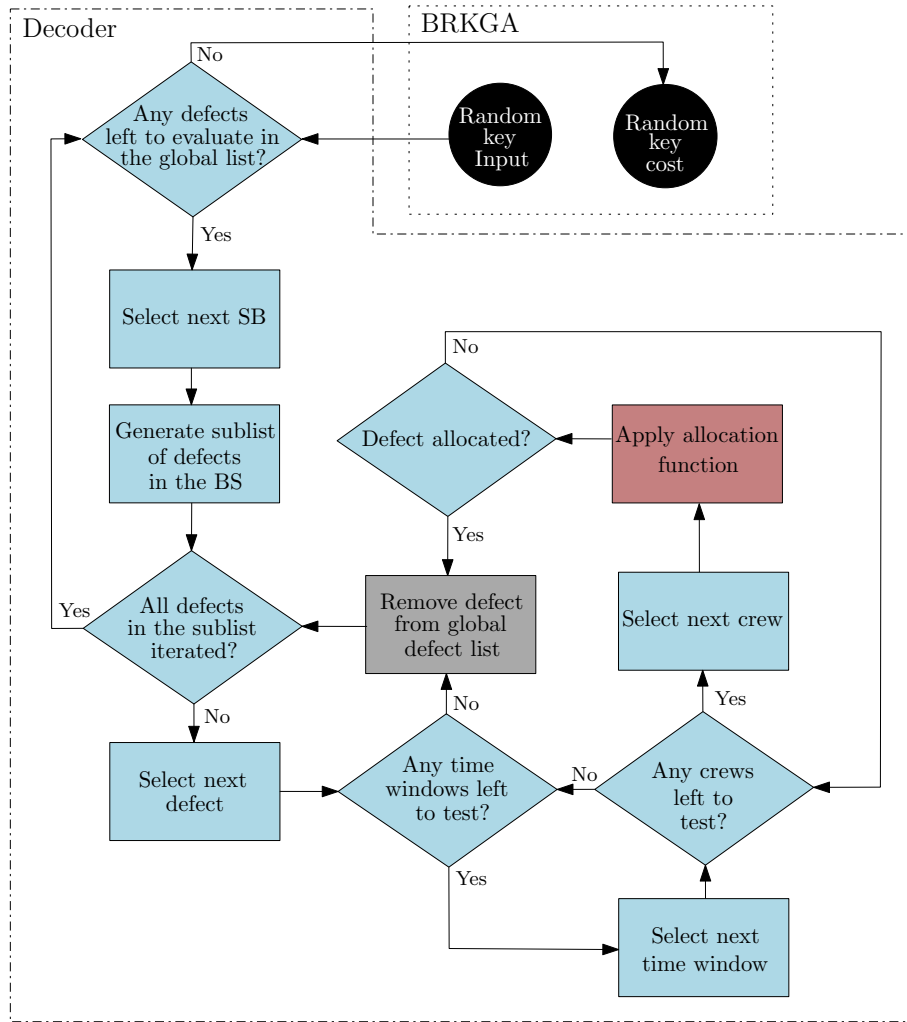 Decoder
BRKGA
No
Any defects
left to evaluate in
the global list?
Random
key
Input
Random
key
cost
Yes
Select next SB
No
Generate sublist
of defects
in the BS
Defect allocated?
Apply allocation
function
Yes
Yes
All defects
in the sublist
iterated?
Remove defect
from global
defect list
Select next crew
No
No
Yes
Select next
defect
Any time
windows left
to test?
No
Any crews
left to
test?
Yes
Select next
time window